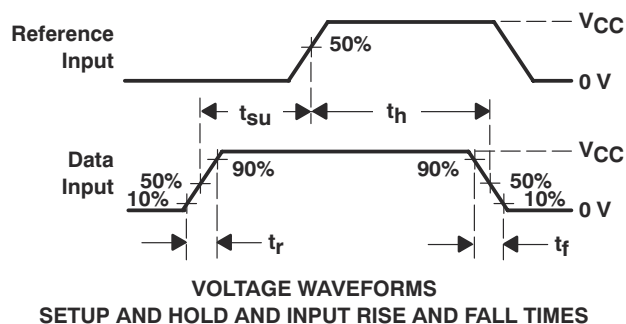 Reference
Input
50%
VCC
0 V
tsu
th
Data
Input
50%
10%
90%
90%
VCC
50%
10%
0 V
tr
tf
VOLTAGE WAVEFORMS
SETUP AND HOLD AND INPUT RISE AND FALL TIMES